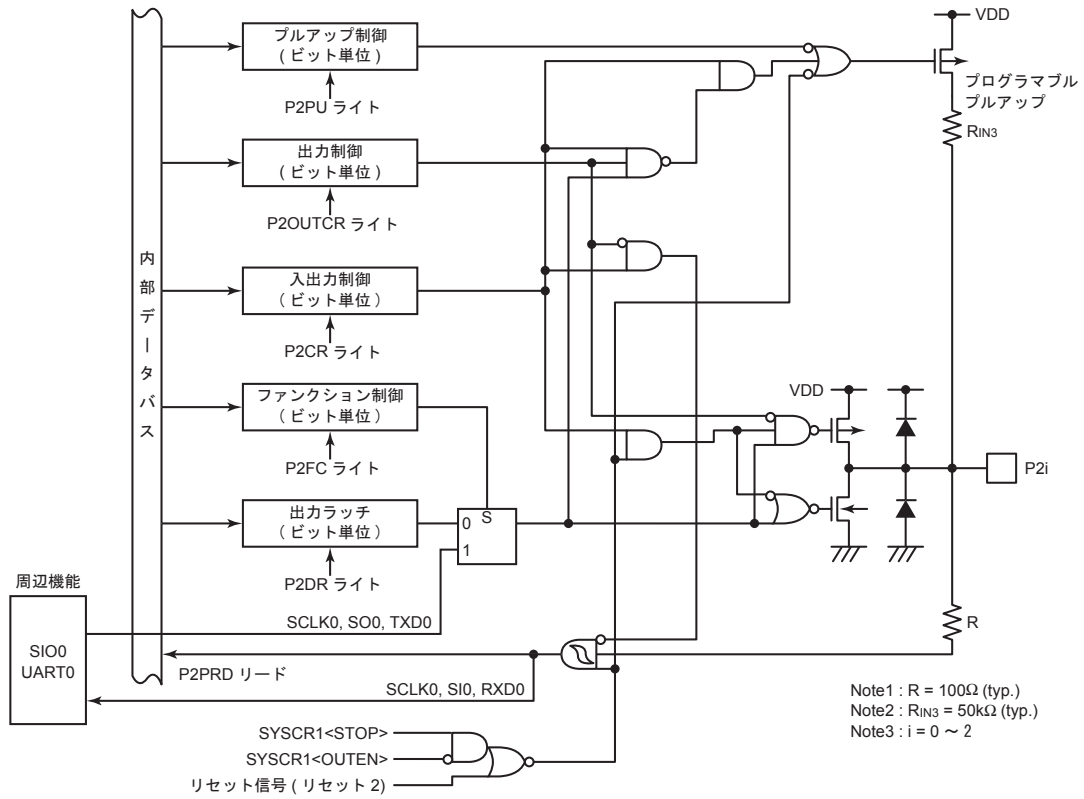 VDD
プルアップ制御
( ビット単位 )
P2PU ライト
プログラマブル
プルアップ
RIN3
出力制御
( ビット単位 )
P2OUTCR ライト
内部データバス
入出力制御
( ビット単位 )
P2CR ライト
VDD
ファンクション制御
( ビット単位 )
P2FC ライト
P2i
出力ラッチ
( ビット単位 )
P2DR ライト
0 S
1
周辺機能
SIO0
UART0
SCLK0, SO0, TXD0
R
P2PRD リード
SCLK0, SI0, RXD0
Note1 : R = 100Ω (typ.)
Note2 : RIN3 = 50kΩ (typ.)
Note3 : i = 0 ～ 2
SYSCR1<STOP>
SYSCR1<OUTEN>
リセット信号 ( リセット 2)